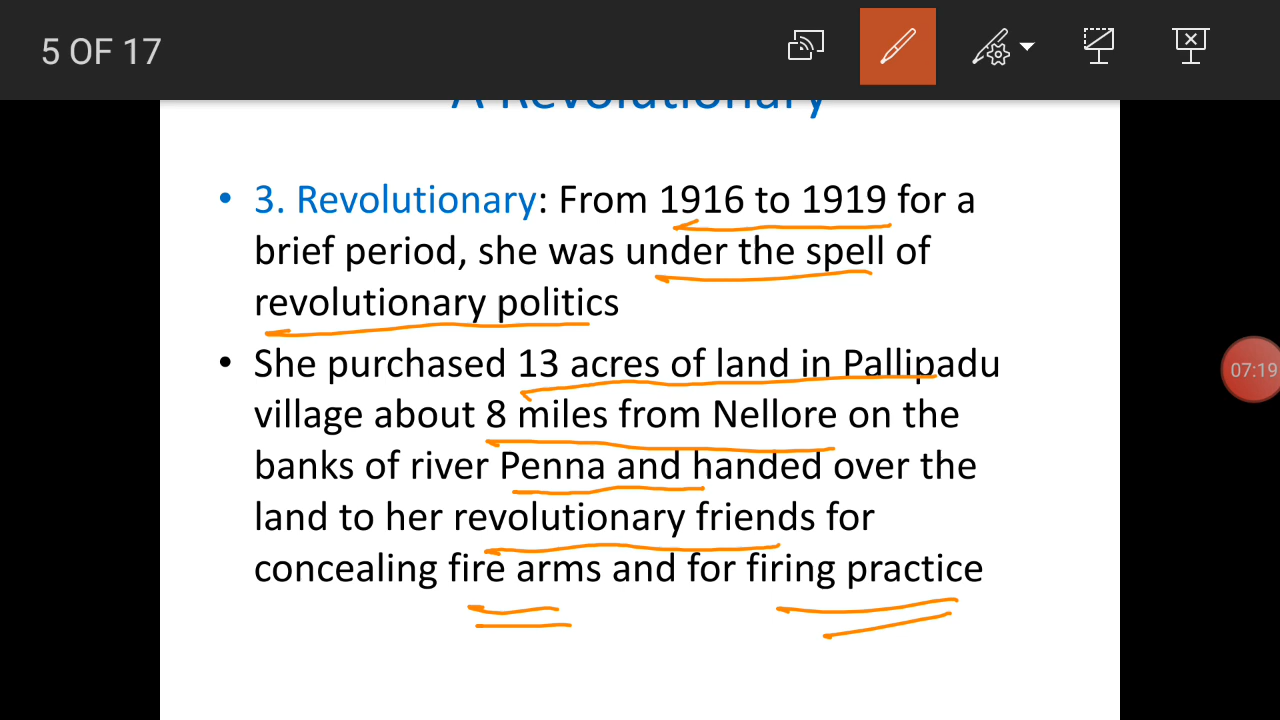 5 OF 17
A Revolutionary
• 3. Revolutionary: From 1916 to 1919 for a
brief period, she was under the spell of
revolutionary politics
• She purchased 13 acres of land in Pallipadu
village about 8 miles from Nellore on the
banks of river Penna and handed over the
land to her revolutionary friends for
concealing fire arms and for firing practice
07:19